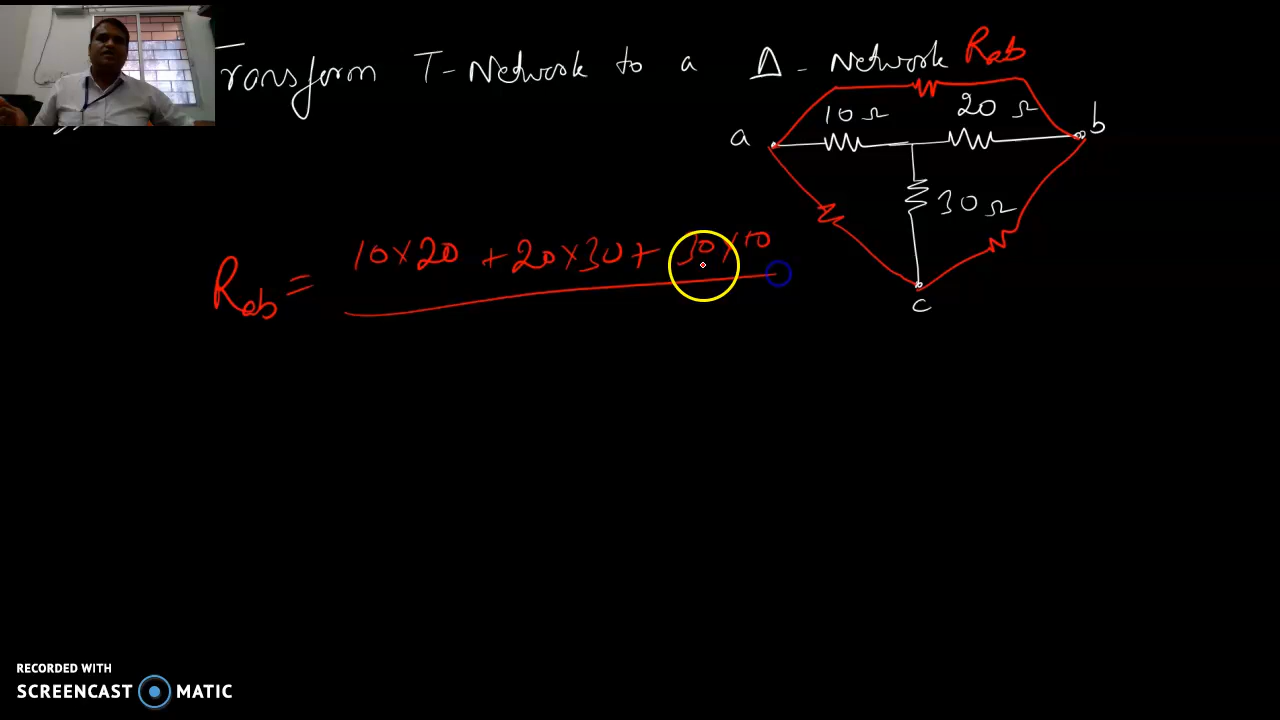 Transform T-Network to a Δ - Network Rab
10 Ω 20 Ω
a b
30 Ω
10×20 + 20×30 + 30×10
Rab =
c
RECORDED WITH
SCREENCAST MATIC